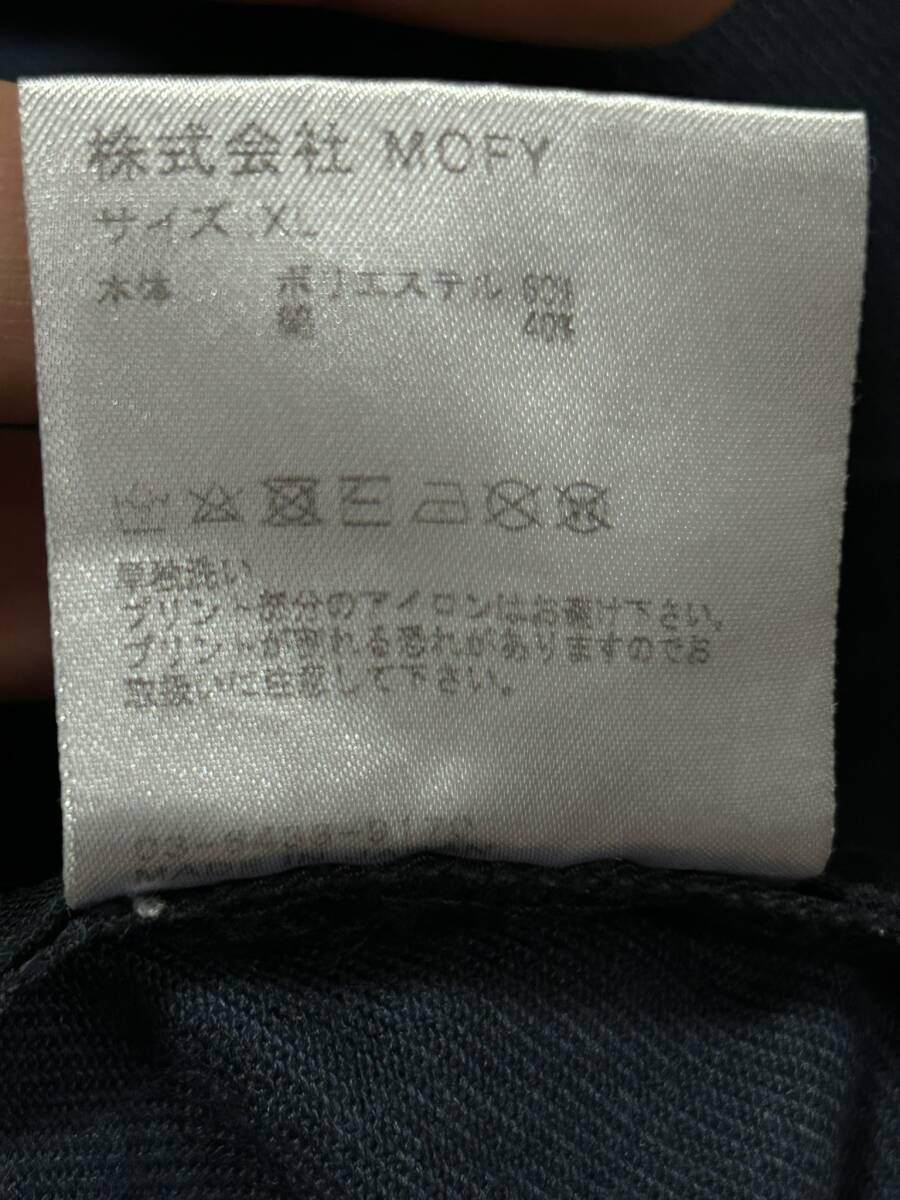 株式会社 MOFY
サイズ:XL
本体 ポリエステル 60%
綿 40%
単独洗い
プリント部分のアイロンはお避け下さい。
プリントが割れる恐れがありますのでお
取扱いに注意して下さい。